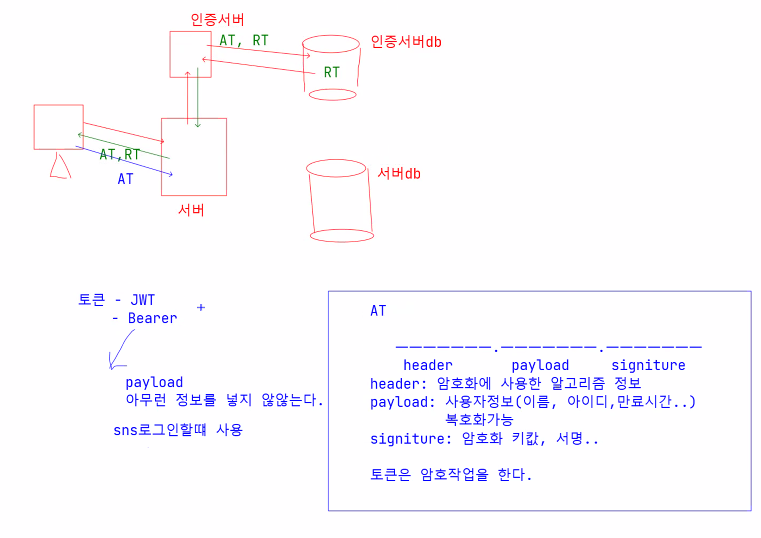 인증서버
AT, RT
인증서버db
RT
AT,RT
AT
서버db
서버
토큰 - JWT
- Bearer
+
payload
아무런 정보를 넣지 않않는다.
sns로그인할떄 사용
AT
———————.———————.———————
header payload signiture
header: 암호화에 사용한 알고리즘 정보
payload: 사용자정보(이름, 아이디,만료시간..)
복호화가능
signiture: 암호화 키값, 서명..
토큰은 암호작업을 한다.